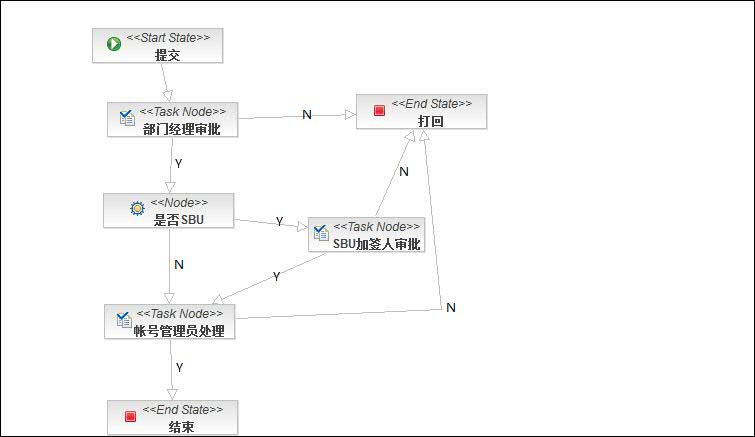 <<Start State>>
提交
<<Task Node>>
部门经理审批
N
<<End State>>
打回
Y
N
<<Node>>
是否SBU
Y
<<Task Node>>
SBU加签人审批
N
Y
<<Task Node>>
帐号管理员处理
N
Y
<<End State>>
结束